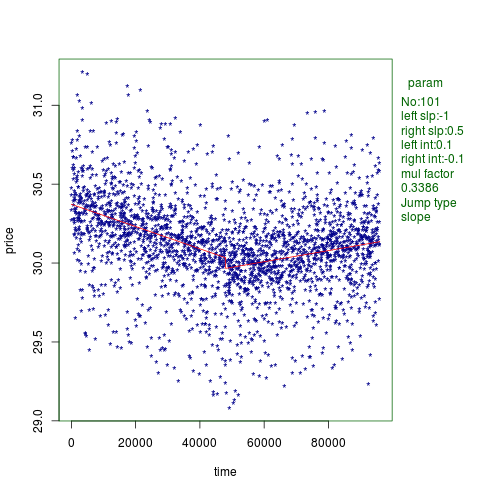 param
No:101
left slp:-1
right slp:0.5
left int:0.1
right int:-0.1
mul factor
0.3386
Jump type
slope
price
31.0
30.5
30.0
29.5
29.0
0 20000 40000 60000 80000
time